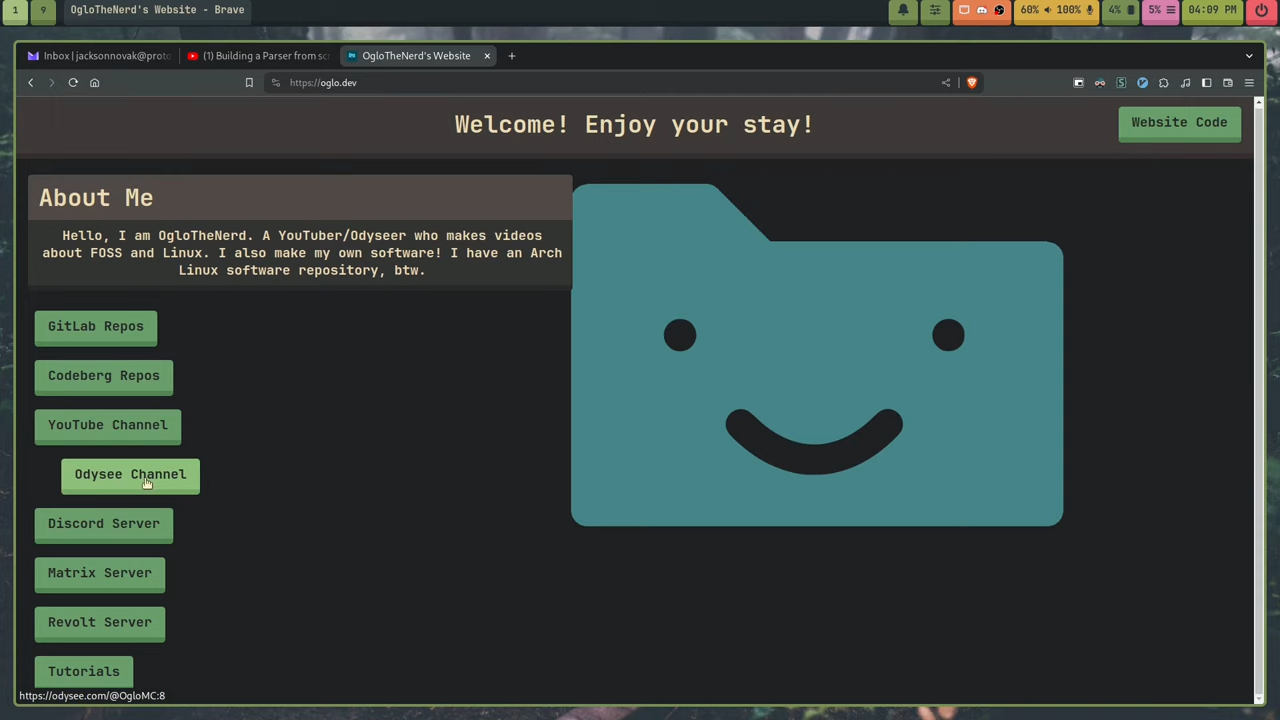 1
9
OgloTheNerd's Website - Brave
60%
100%
4%
5%
04:09 PM
Inbox | jacksonnovak@proto
(1) Building a Parser from scr
OgloTheNerd's Website
https://oglo.dev
Welcome! Enjoy your stay!
Website Code
About Me
Hello, I am OgloTheNerd. A YouTuber/Odyseer who makes videos
about FOSS and Linux. I also make my own software! I have an Arch
Linux software repository, btw.
GitLab Repos
Codeberg Repos
YouTube Channel
Odysee Channel
Discord Server
Matrix Server
Revolt Server
Tutorials
https://odysee.com/@OgloMC:8